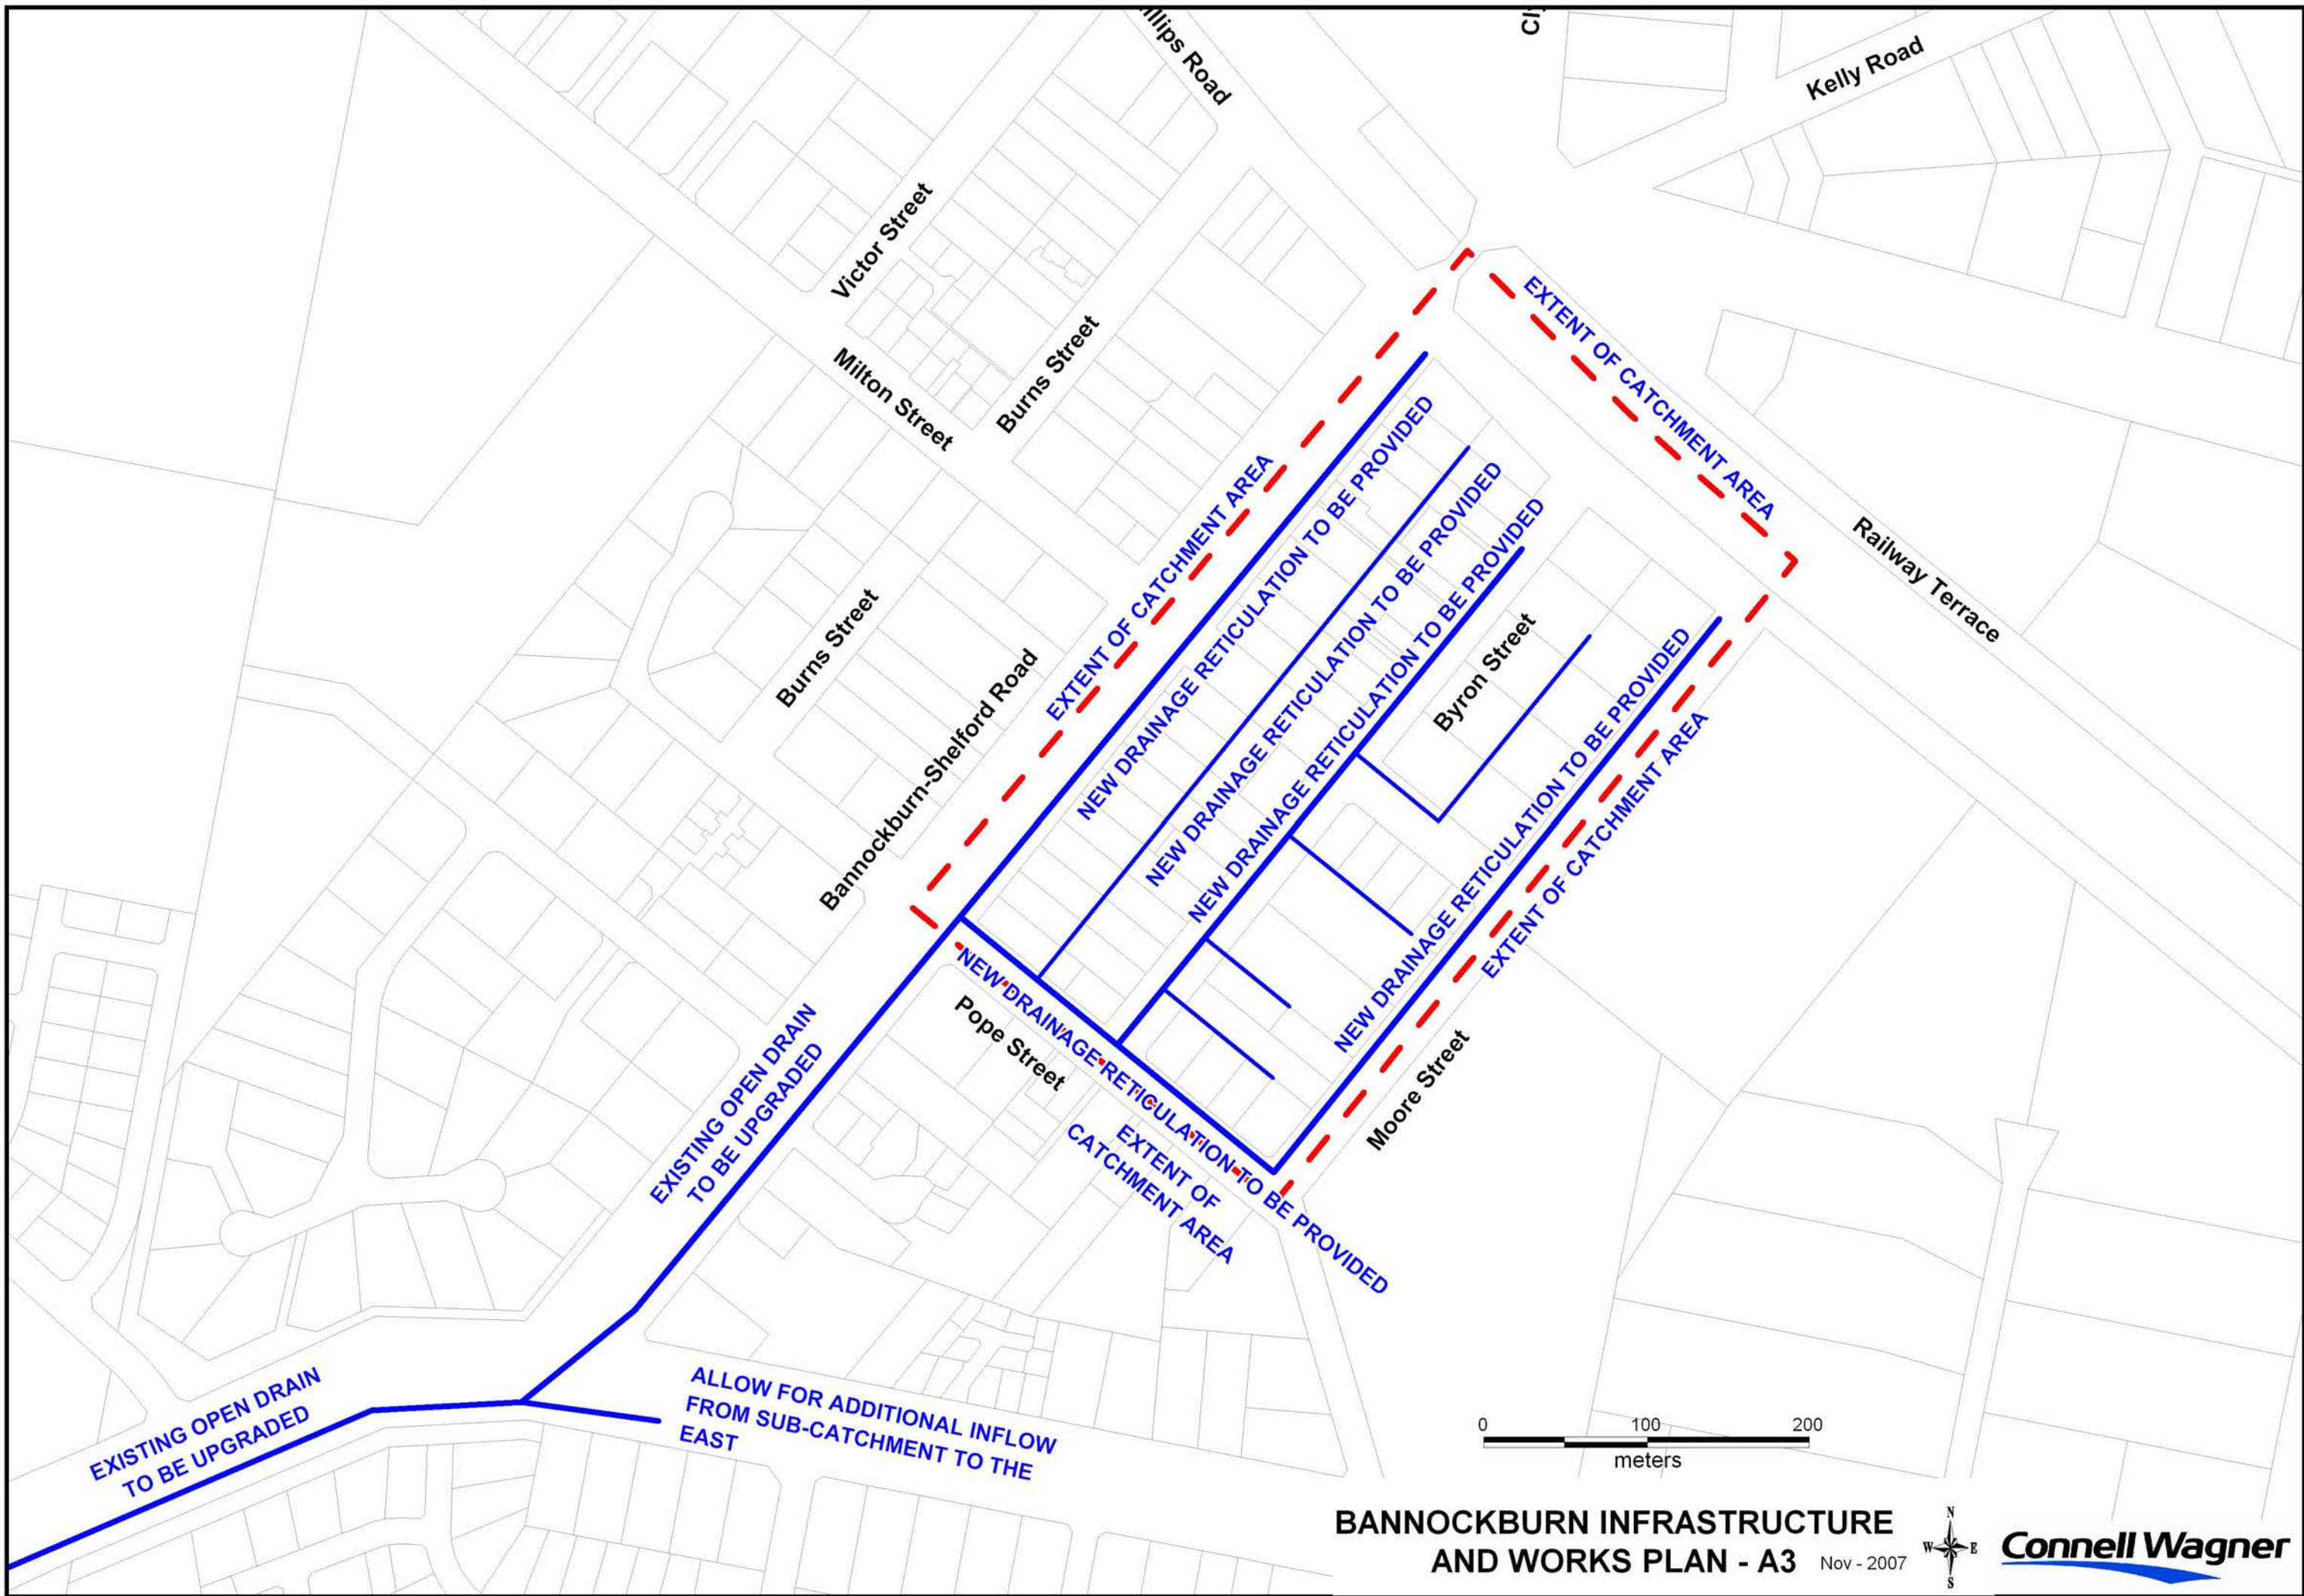 illips Road
Kelly Road
Victor Street
EXTENT OF CATCHMENT AREA
Burns Street
Milton Street
NEW DRAINAGE RETICULATION TO BE PROVIDED
EXTENT OF CATCHMENT AREA
NEW DRAINAGE RETICULATION TO BE PROVIDED
NEW DRAINAGE RETICULATION TO BE PROVIDED
Railway Terrace
Burns Street
Byron Street
Bannockburn-Shelford Road
NEW DRAINAGE RETICULATION TO BE PROVIDED
EXTENT OF CATCHMENT AREA
NEW DRAINAGE RETICULATION TO BE PROVIDED
Pope Street
Moore Street
EXISTING OPEN DRAIN
TO BE UPGRADED
EXTENT OF
CATCHMENT AREA
EXISTING OPEN DRAIN
TO BE UPGRADED
ALLOW FOR ADDITIONAL INFLOW
FROM SUB-CATCHMENT TO THE
EAST
0 100 200
meters
BANNOCKBURN INFRASTRUCTURE
AND WORKS PLAN - A3 Nov - 2007
N
W E
S
Connell Wagner